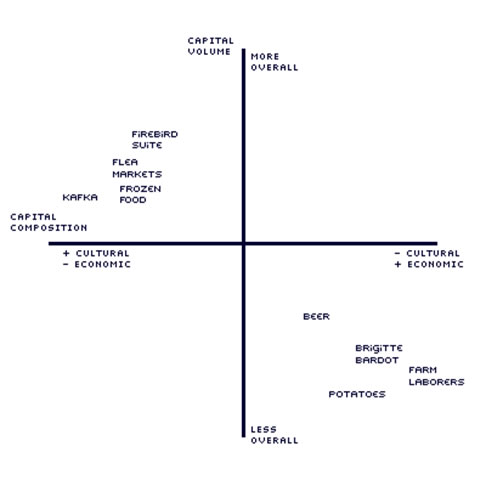 CAPITAL
VOLUME
MORE
OVERALL
FiREBiRD
SUiTE
FLEA
MARKETS
FROZEN
FOOD
KAFKA
CAPITAL
COMPOSITION
+ CULTURAL
- ECONOMIC
- CULTURAL
+ ECONOMIC
BEER
BRiGiTTE
BARDOT
FARM
LABORERS
POTATOES
LESS
OVERALL